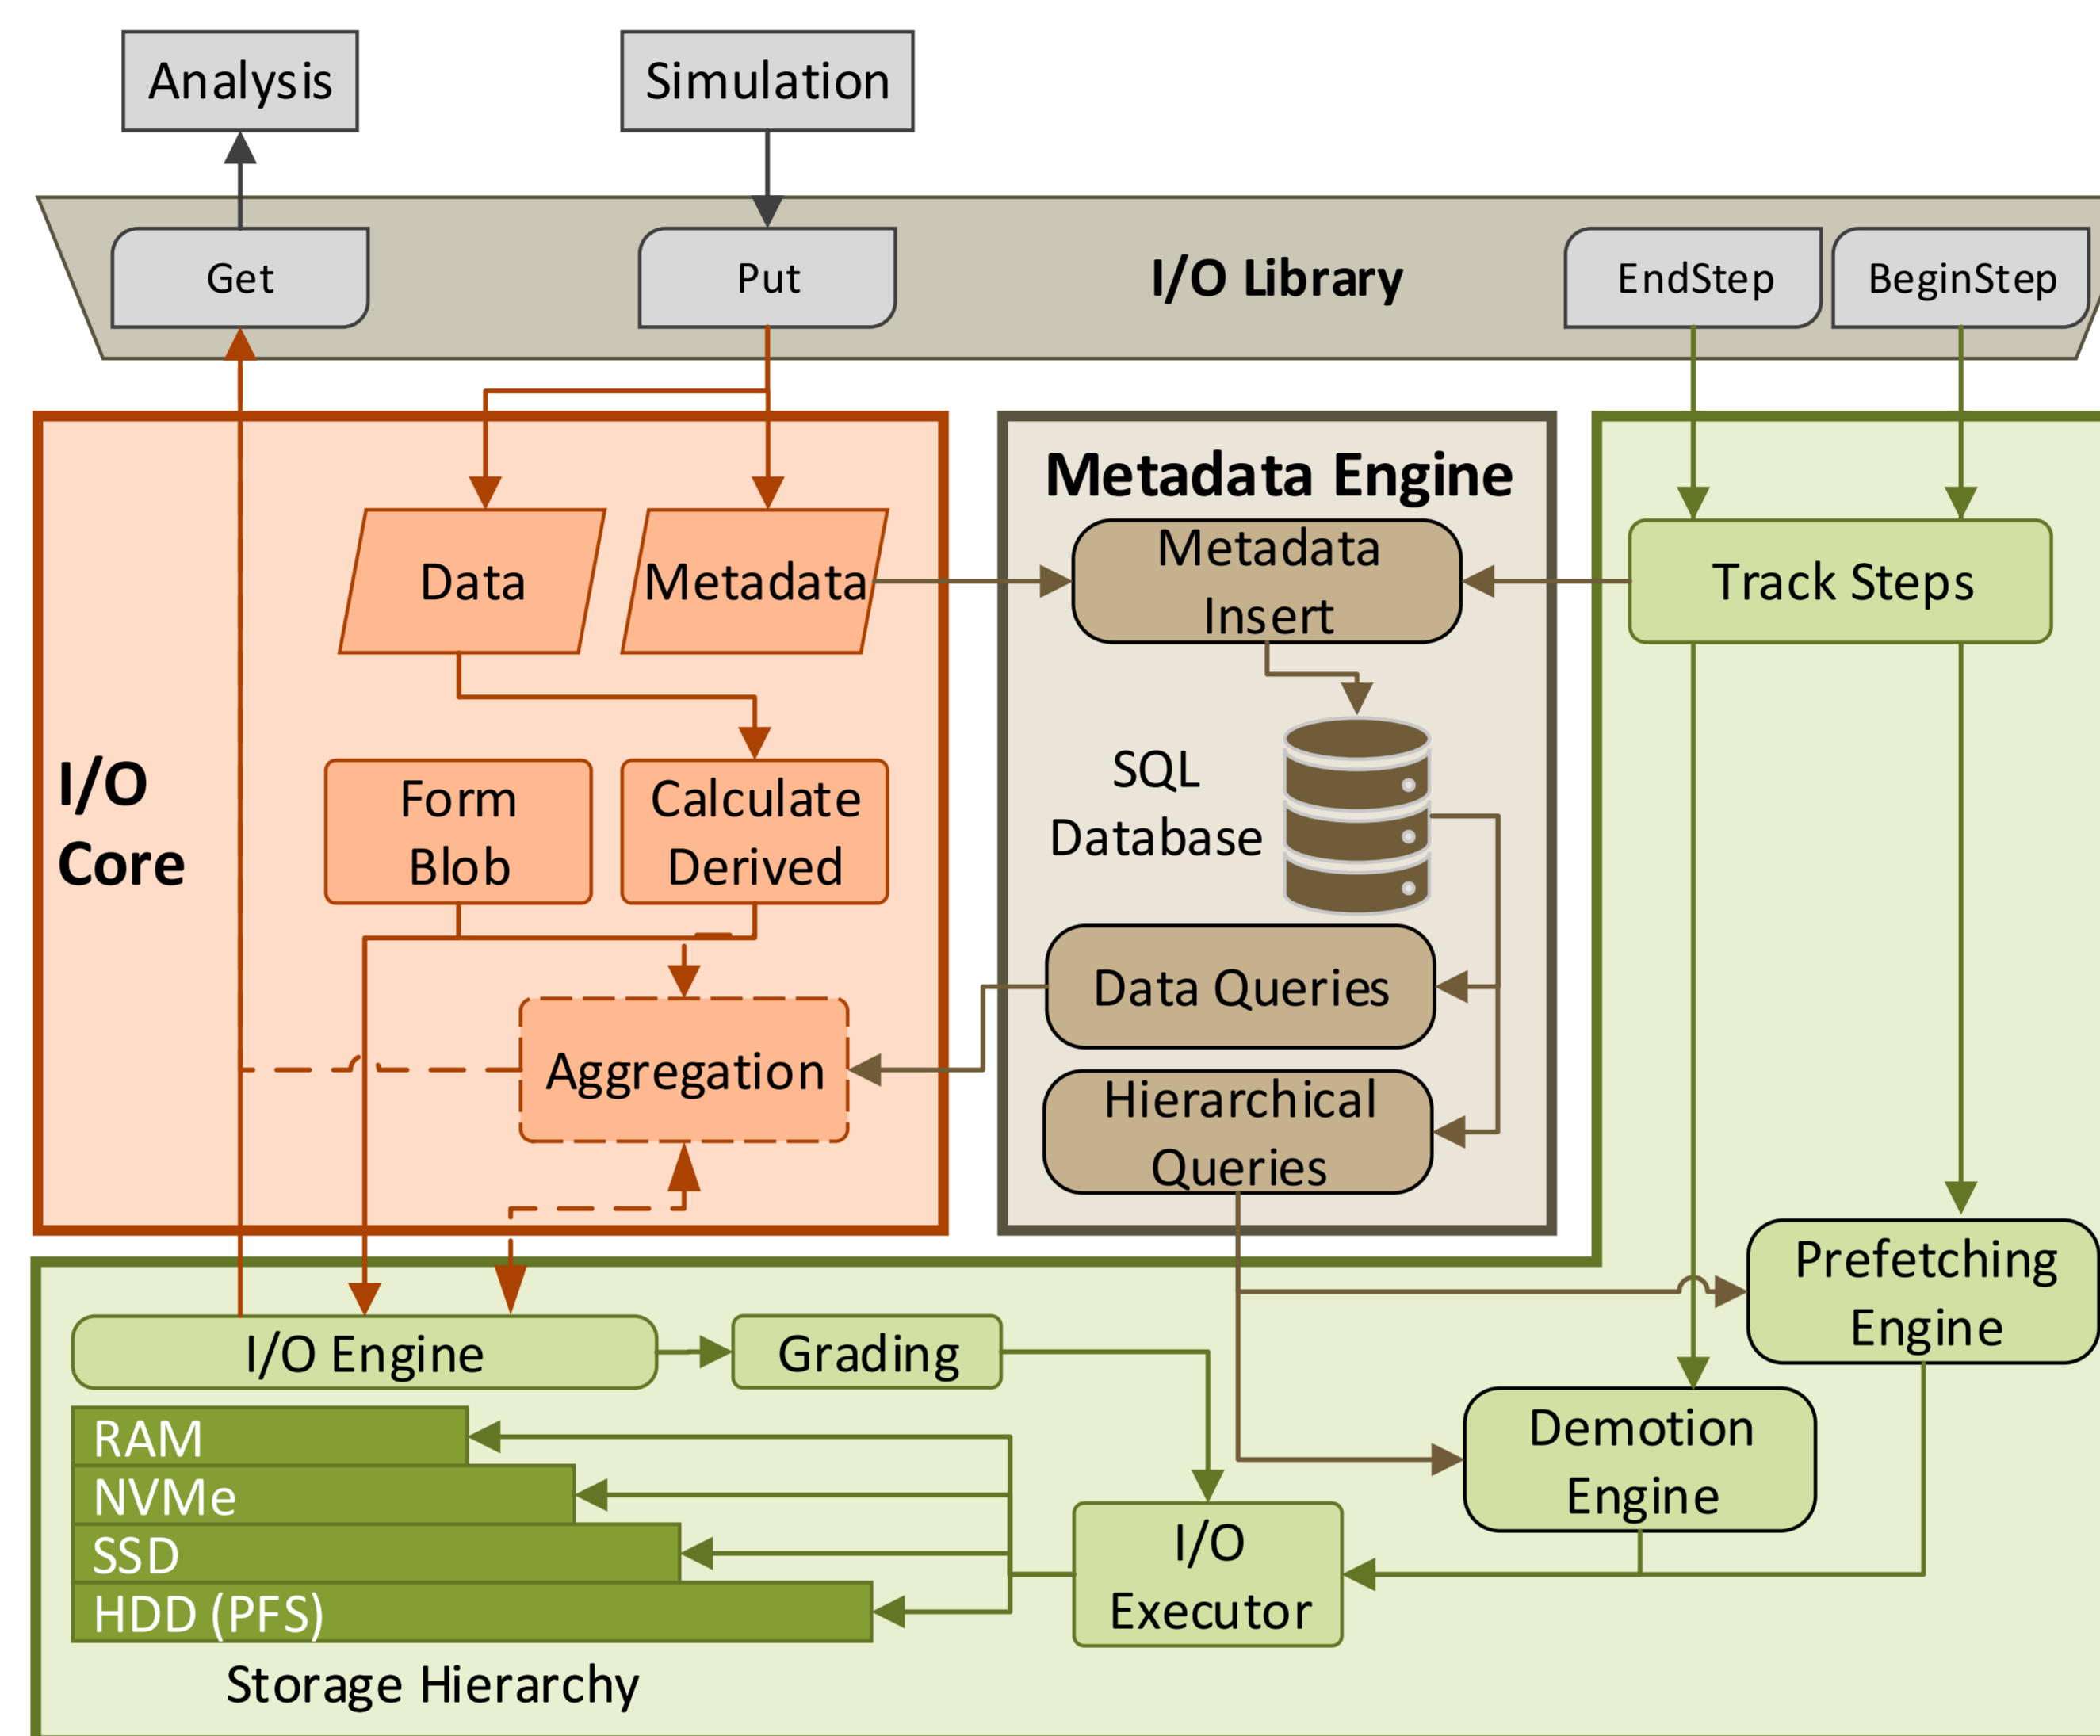 Analysis
Simulation
Get
Put
I/O Library
EndStep
BeginStep
Metadata Engine
Data
Metadata
Metadata
Insert
Track Steps
I/O
Core
Form
Blob
Calculate
Derived
SQL
Database
Data Queries
Aggregation
Hierarchical
Queries
Prefetching
Engine
I/O Engine
Grading
Demotion
Engine
RAM
NVMe
SSD
HDD (PFS)
I/O
Executor
Storage Hierarchy